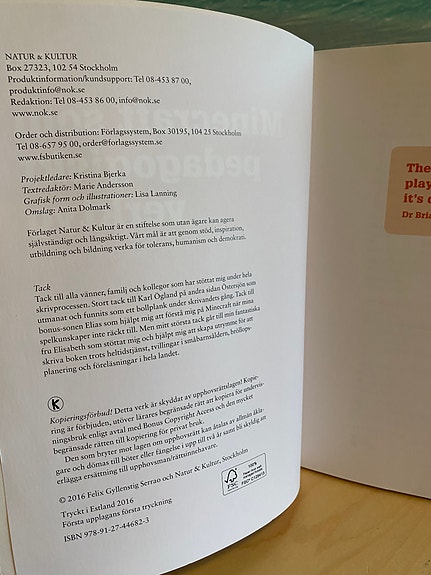 NATUR & KULTUR
Box 27323, 102 54 Stockholm
Produktinformation/kundsupport: Tel 08-453 87 00,
produktinfo@nok.se
Redaktion: Tel 08-453 86 00, info@nok.se
www.nok.se
Order och distribution: Förlagssystem, Box 30195, 104 25 Stockholm
Tel 08-657 95 00, order@forlagssystem.se
www.fsbutiken.se
Projektledare: Kristina Bjerka
Textredaktör: Marie Andersson
Grafisk form och illustrationer: Lisa Lanning
Omslag: Anita Dolmark
Förlaget Natur & Kultur är en stiftelse som utan ägare kan agera
självständigt och långsiktigt. Vårt mål är att genom stöd, inspiration,
utbildning och bildning verka för tolerans, humanism och demokrati.
Tack
Tack till alla vänner, familj och kollegor som har stöttat mig under hela
skrivprocessen. Stort tack till Karl Ögland på andra sidan Östersjön som
utmanat och funnits som ett bollplank under skrivandets gång. Tack till
bonus-sonen Elias som hjälpt mig att förstå mig på Minecraft när mina
spelkunskaper inte räckt till. Men mitt största tack går till min fantastiska
fru Elisabeth som stöttat mig och hjälpt mig att skapa utrymme för att
skriva boken trots heltidstjänst, tvillingar i småbarnsåldern, bröllops-
planering och föreläsningar i hela landet.
K
Kopieringsförbud! Detta verk är skyddat av upphovsrättslagen! Kopie-
ring är förbjuden, utöver lärares begränsade rätt att kopiera för undervis-
ningsbruk enligt avtal med Bonus Copyright Access och den mycket
begränsade rätten till kopiering för privat bruk.
Den som bryter mot lagen om upphovsrätt kan åtalas av allmän åkla-
gare och dömas till böter eller fängelse i upp till två år samt bli skyldig att
erlägga ersättning till upphovsman/rättsinnehavare.
© 2016 Felix Gyllenstig Serrao och Natur & Kultur, Stockholm
Tryckt i Estland 2016
Första upplagans första tryckning
ISBN 978-91-27-44682-3
FSC
The
play
it's
Dr Bria